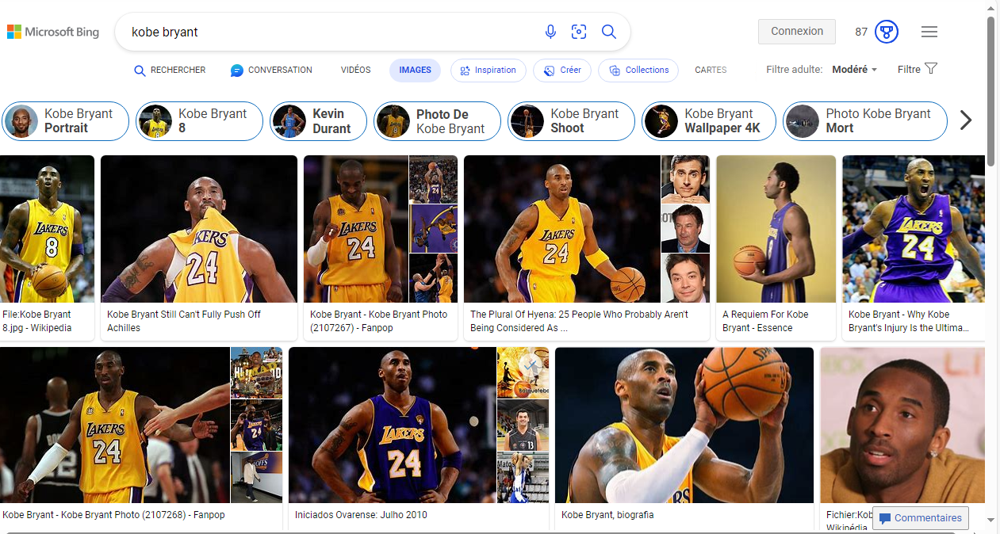 Microsoft Bing
kobe bryant
Connexion
87
RECHERCHER
CONVERSATION
VIDÉOS
IMAGES
Inspiration
Créer
Collections
CARTES
Filtre adulte: Modéré
Filtre
Kobe Bryant
Portrait
Kobe Bryant
8
Kevin
Durant
Photo De
Kobe Bryant
Kobe Bryant
Shoot
Kobe Bryant
Wallpaper 4K
Photo Kobe Bryant
Mort
LAKERS
8
KERS
24
LAKERS
24
24
LAKERS
24
LAKERS
24
File:Kobe Bryant
8.jpg - Wikipedia
Kobe Bryant Still Can't Fully Push Off
Achilles
Kobe Bryant - Kobe Bryant Photo
(2107267) - Fanpop
The Plural Of Hyena: 25 People Who Probably Aren't
Being Considered As ...
A Requiem For Kobe
Bryant - Essence
Kobe Bryant - Why Kobe
Bryant's Injury Is the Ultima...
LAKERS
24
24
LAKERS
24
13
Kobe Bryant - Kobe Bryant Photo (2107268) - Fanpop
Iniciados Ovarense: Julho 2010
Kobe Bryant, biografia
Fichier:Kob
Wikipédia
Commentaires